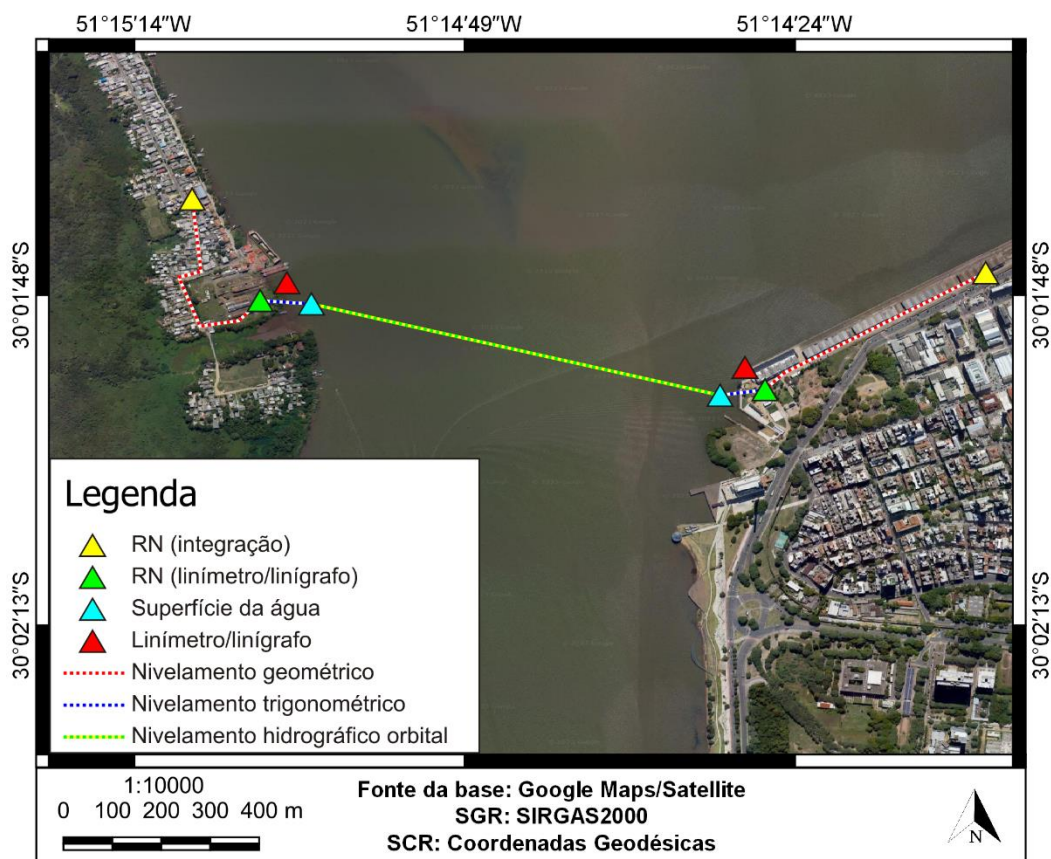 51°15′14″W 51°14′49″W 51°14′24″W
30°01′48″S
30°01′48″S
30°02′13″S
30°02′13″S
Legenda
RN (integração)
RN (linímetro/linígrafo)
Superfície da água
Linímetro/linígrafo
Nivelamento geométrico
Nivelamento trigonométrico
Nivelamento hidrográfico orbital
1:10000
0 100 200 300 400 m
Fonte da base: Google Maps/Satellite
SGR: SIRGAS2000
SCR: Coordenadas Geodésicas
N